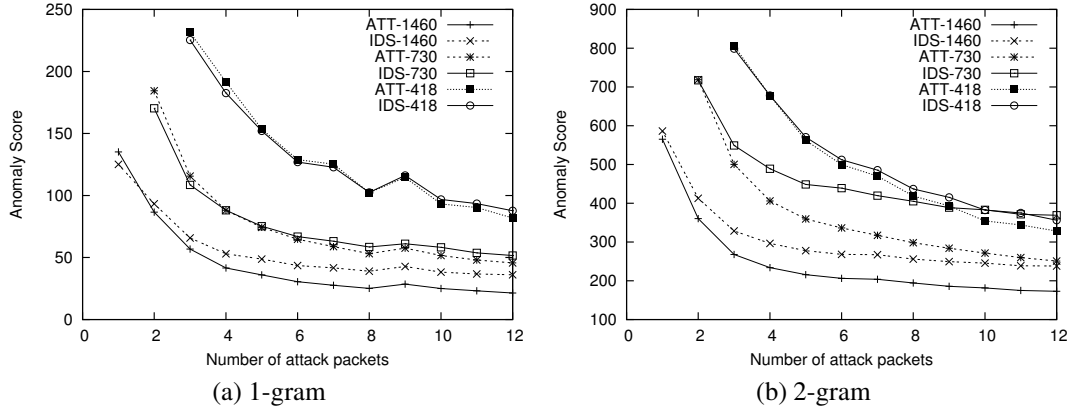 250
200
150
100
50
0
0 2 4 6 8 10 12
Anomaly Score
Number of attack packets
ATT-1460
IDS-1460
ATT-730
IDS-730
ATT-418
IDS-418
(a) 1-gram
900
800
700
600
500
400
300
200
100
0 2 4 6 8 10 12
Anomaly Score
Number of attack packets
ATT-1460
IDS-1460
ATT-730
IDS-730
ATT-418
IDS-418
(b) 2-gram